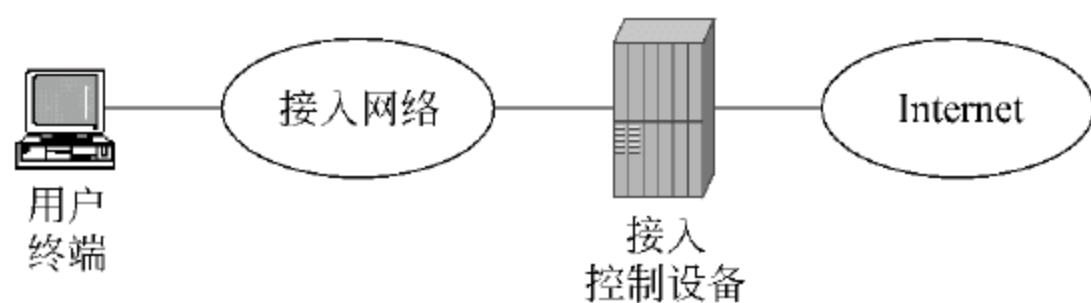 用户
终端
接入网络
接入
控制设备
Internet